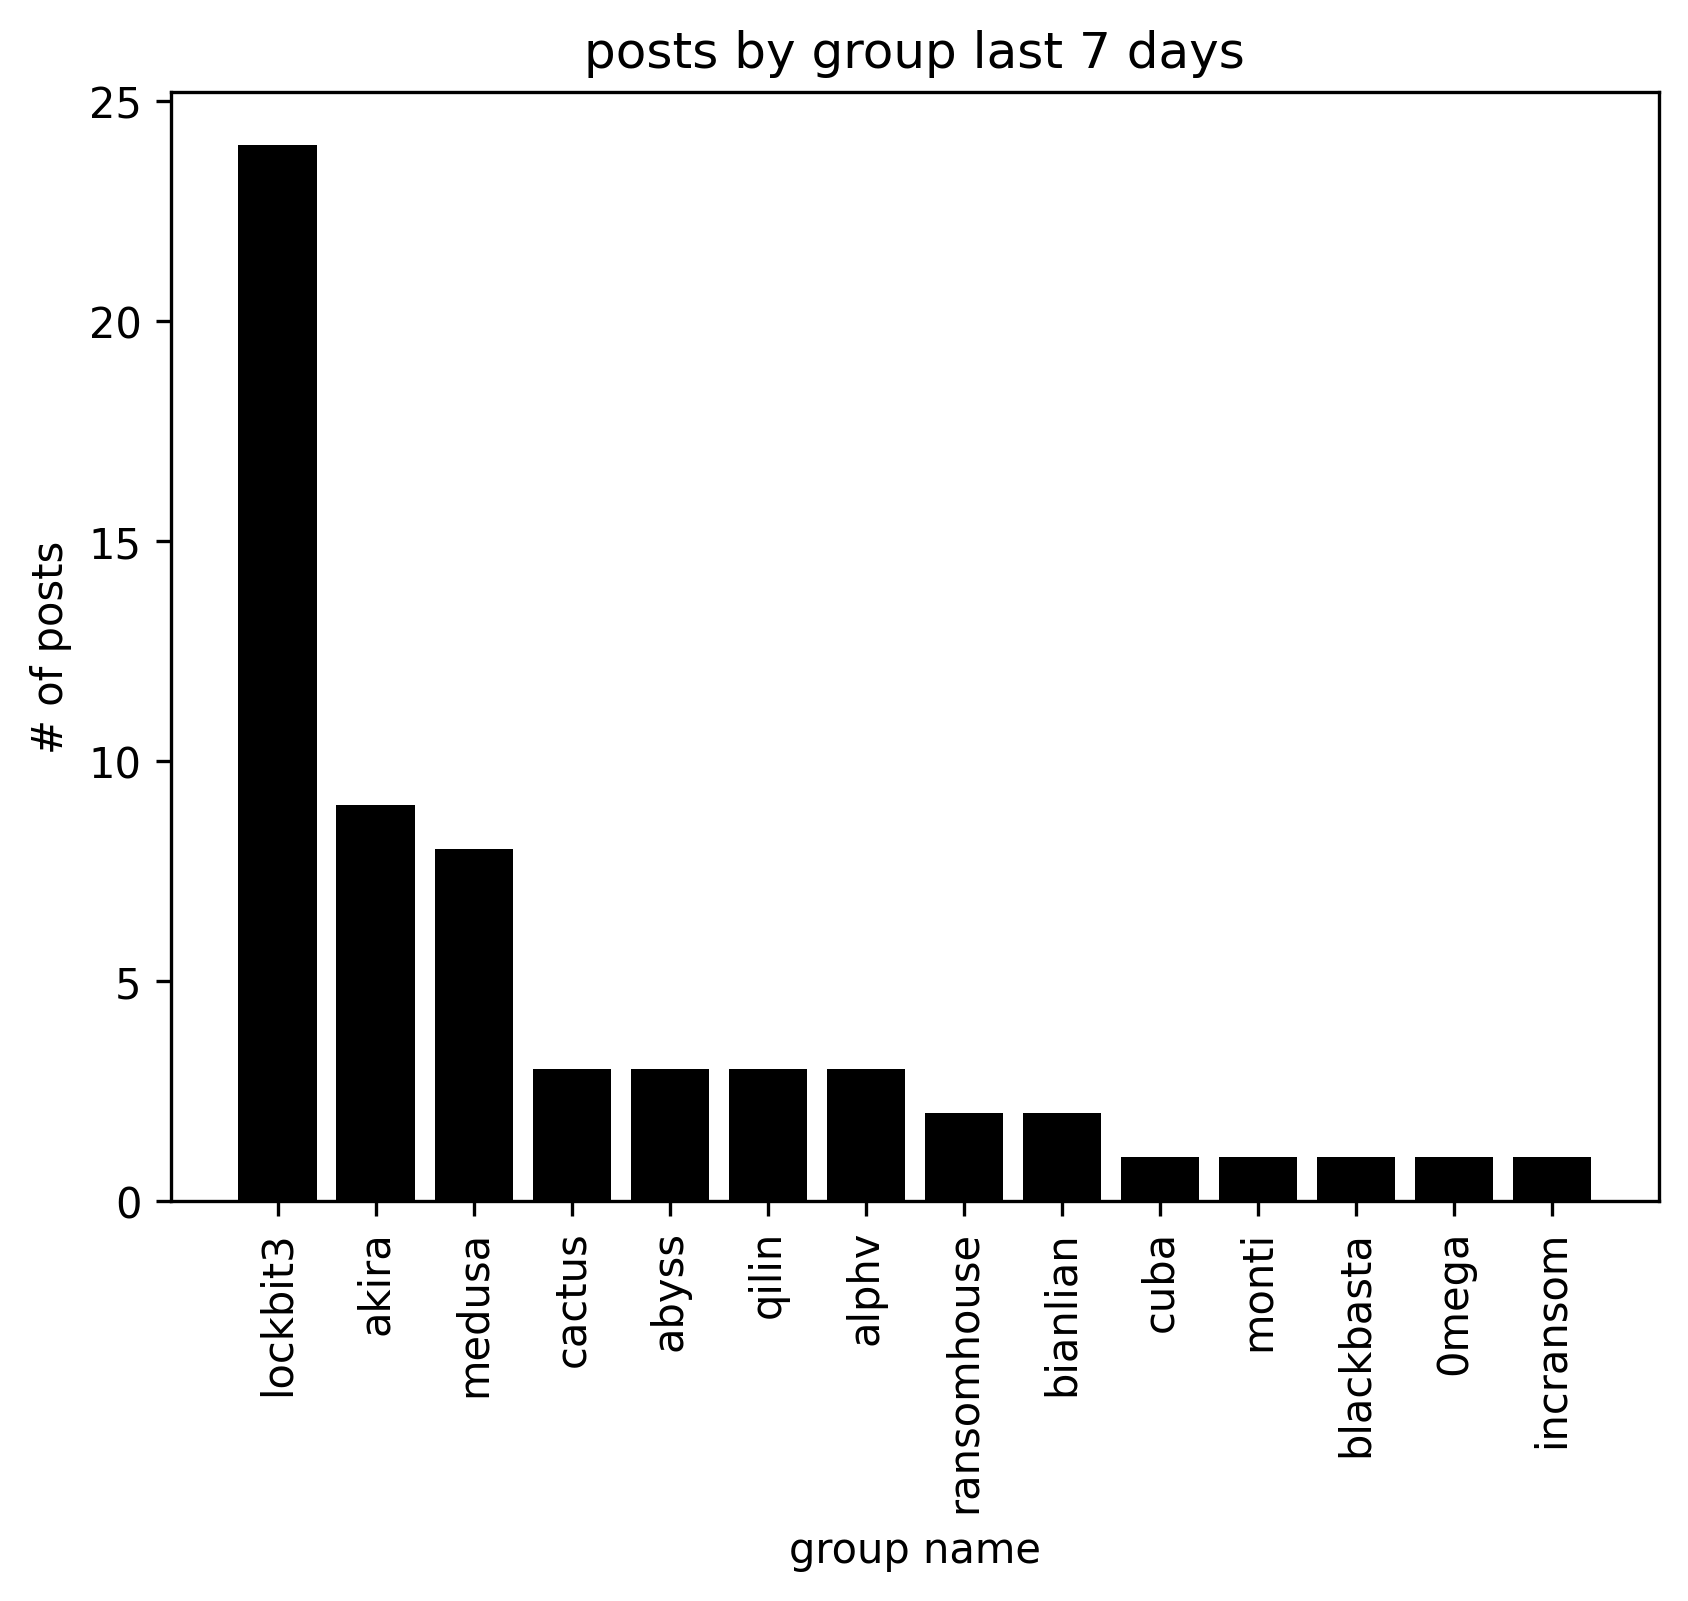 posts by group last 7 days
25
20
15
10
5
0
# of posts
lockbit3
akira
medusa
cactus
abyss
qilin
alphv
ransomhouse
bianlian
cuba
monti
blackbasta
0mega
incransom
group name